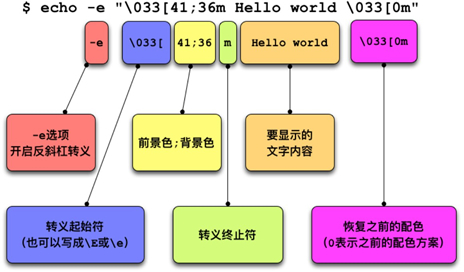 $ echo -e "\033[41;36m Hello world \033[0m"
-e
\033[
41;36
m
Hello world
\033[0m
-e选项
开启反斜杠转义
前景色;背景色
要显示的
文字内容
转义起始符
(也可以写成\E或\e)
转义终止符
恢复之前的配色
(0表示之前的配色方案)